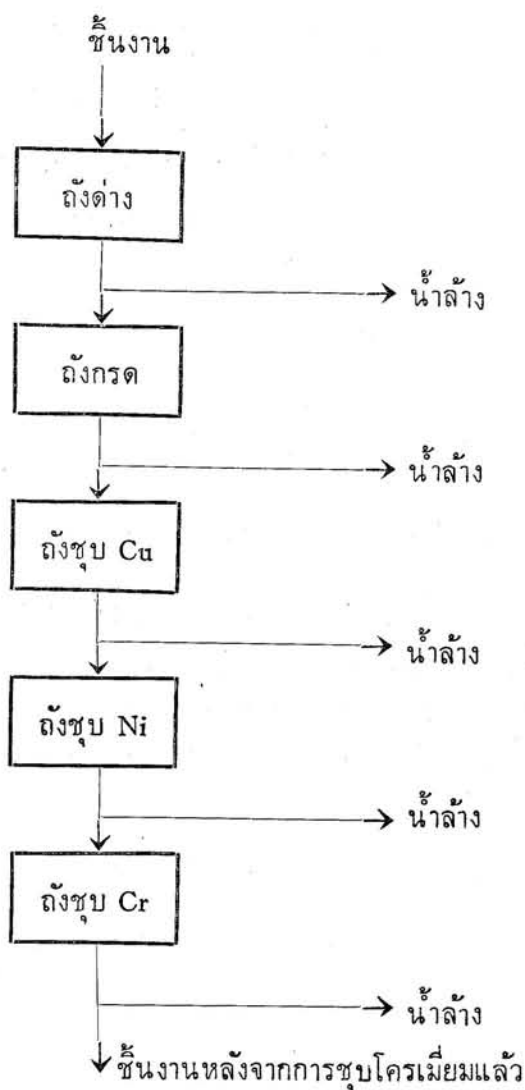 ชิ้นงาน
ถังด่าง
น้ำล้าง
ถังกรด
น้ำล้าง
ถังชุบ Cu
น้ำล้าง
ถังชุบ Ni
น้ำล้าง
ถังชุบ Cr
น้ำล้าง
ชิ้นงานหลังจากการชุบโครเมี่ยมแล้ว